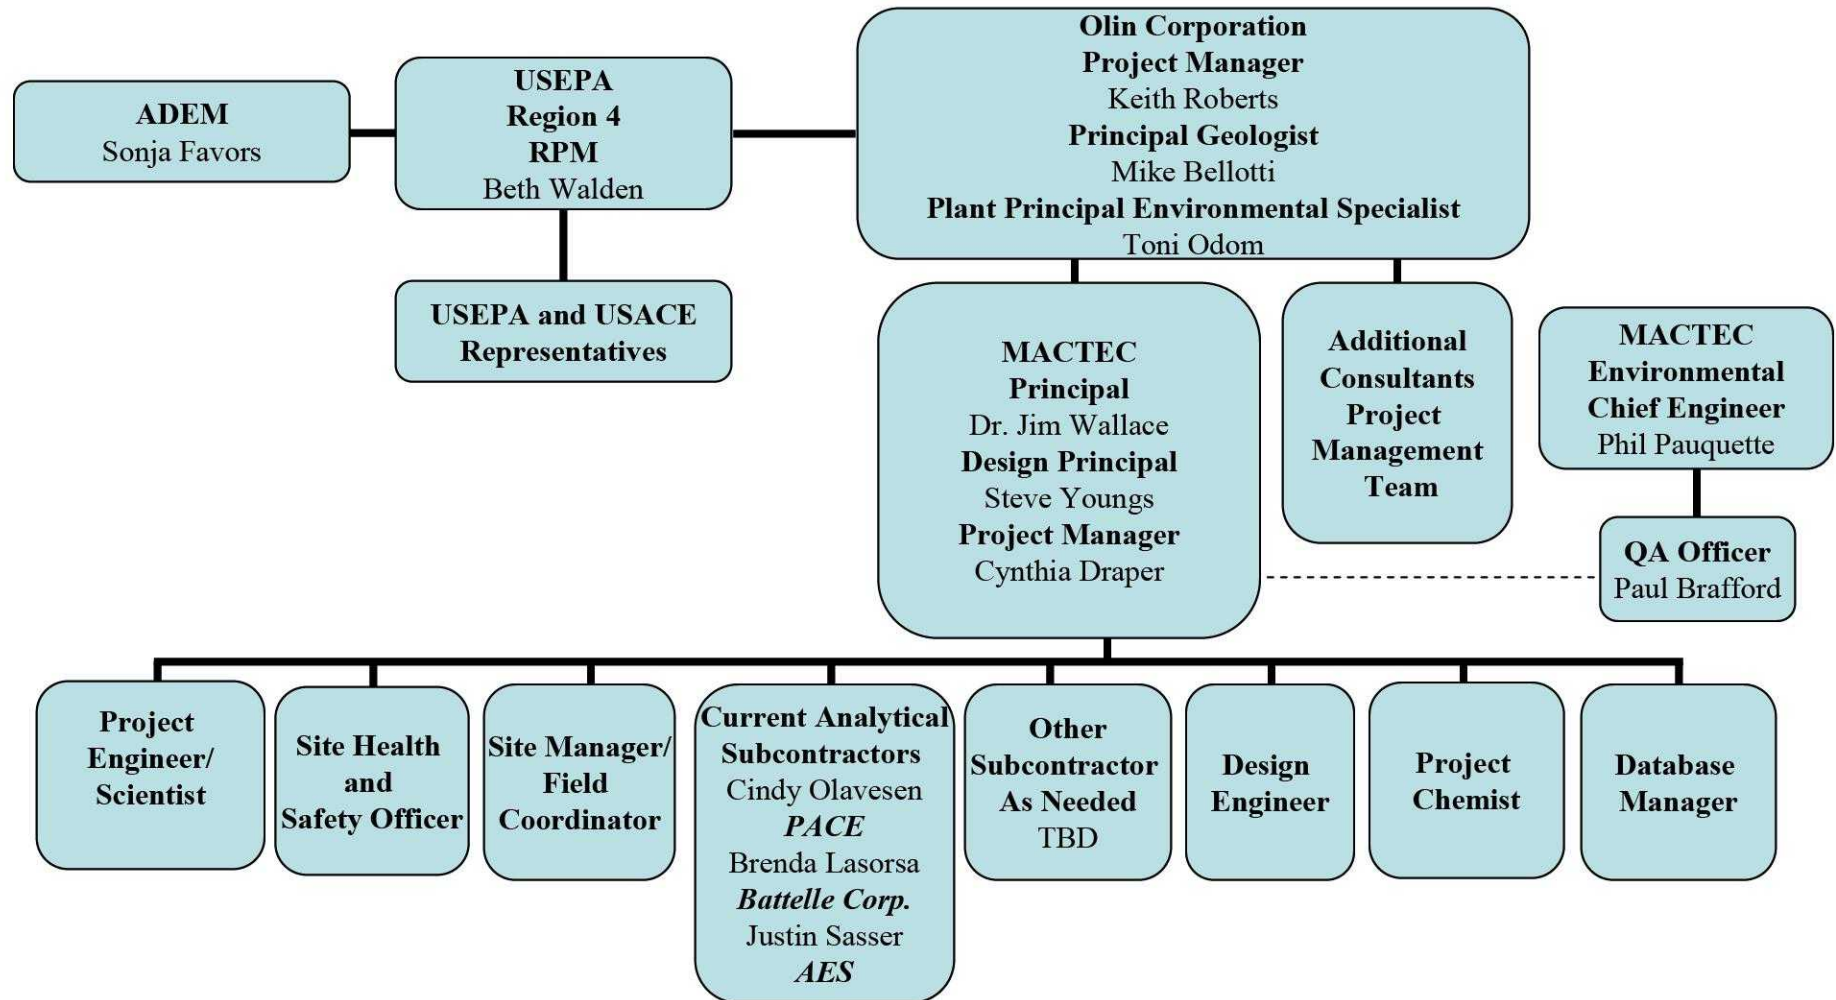 ADEM
Sonja Favors
USEPA
Region 4
RPM
Beth Walden
Olin Corporation
Project Manager
Keith Roberts
Principal Geologist
Mike Bellotti
Plant Principal Environmental Specialist
Toni Odom
USEPA and USACE
Representatives
MACTEC
Principal
Dr. Jim Wallace
Design Principal
Steve Youngs
Project Manager
Cynthia Draper
Additional
Consultants
Project
Management
Team
MACTEC
Environmental
Chief Engineer
Phil Pauquette
QA Officer
Paul Brafford
Project
Engineer/
Scientist
Site Health
and
Safety Officer
Site Manager/
Field
Coordinator
Current Analytical
Subcontractors
Cindy Olavesen
PACE
Brenda Lasorsa
Battelle Corp.
Justin Sasser
AES
Other
Subcontractor
As Needed
TBD
Design
Engineer
Project
Chemist
Database
Manager